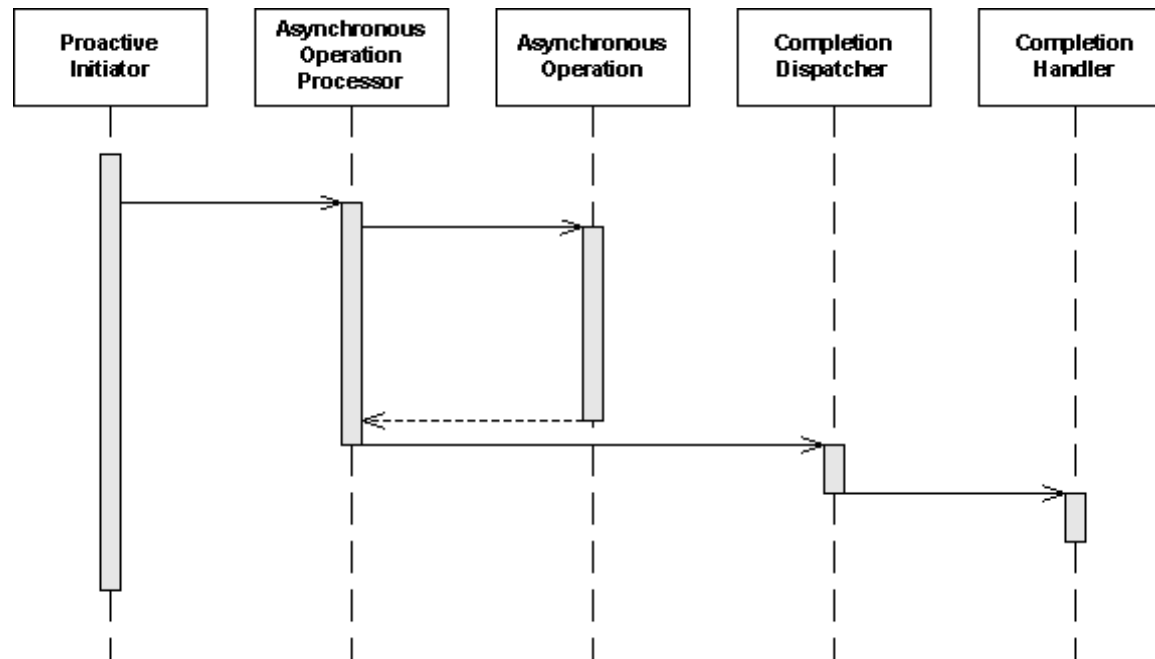 Proactive
Initiator
Asynchronous
Operation
Processor
Asynchronous
Operation
Completion
Dispatcher
Completion
Handler